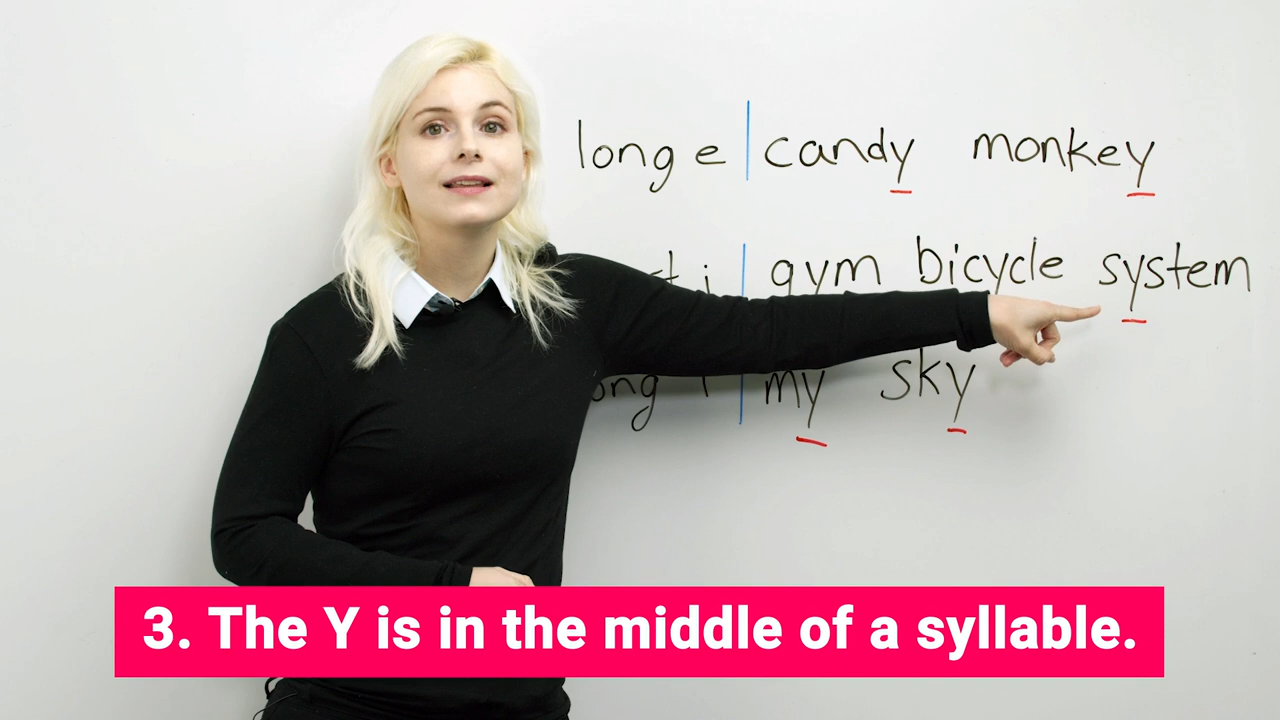 long e candy monkey
i gym bicycle system
i my sky
3. The Y is in the middle of a syllable.